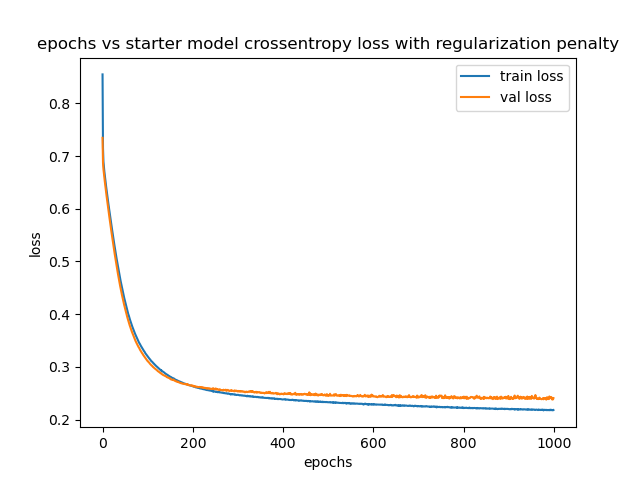 epochs vs starter model crossentropy loss with regularization penalty
train loss
val loss
0.8
0.7
0.6
0.5
0.4
0.3
0.2
loss
0 200 400 600 800 1000
epochs